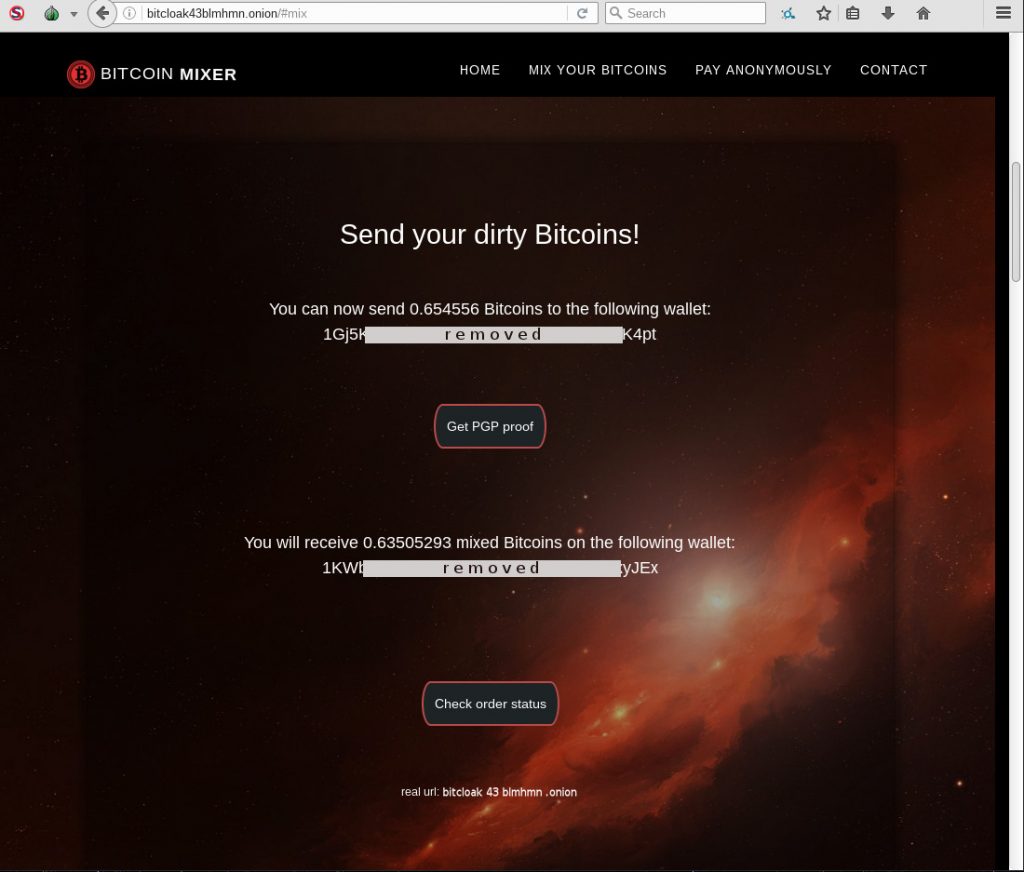 bitcloak43blmhmn.onion/#mix
Search
BITCOIN MIXER
HOME
MIX YOUR BITCOINS
PAY ANONYMOUSLY
CONTACT
Send your dirty Bitcoins!
You can now send 0.654556 Bitcoins to the following wallet:
1Gj5K removed K4pt
Get PGP proof
You will receive 0.63505293 mixed Bitcoins on the following wallet:
1KWb removed yJEx
Check order status
real url: bitcloak 43 blmhmn .onion